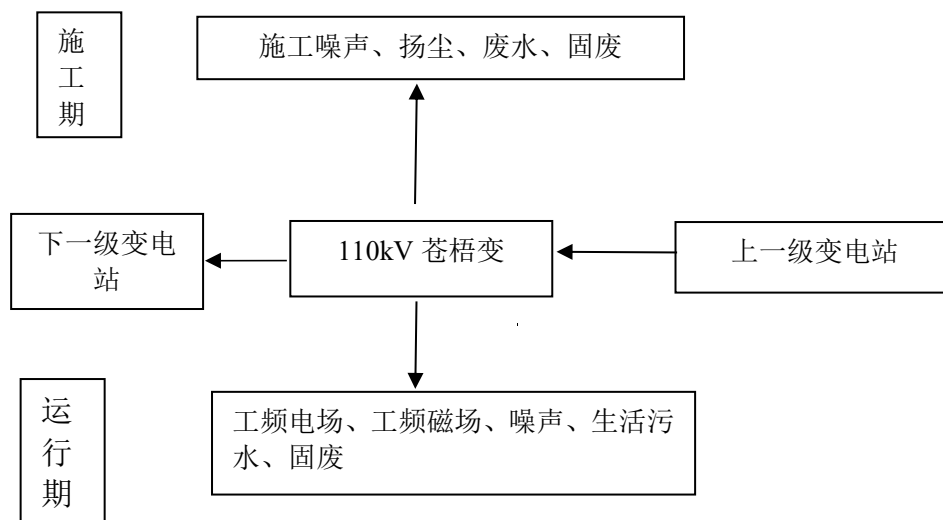 施
工
期
施工噪声、扬尘、废水、固废
下一级变电
站
110kV 苍梧变
上一级变电站
运
行
期
工频电场、工频磁场、噪声、生活污
水、固废